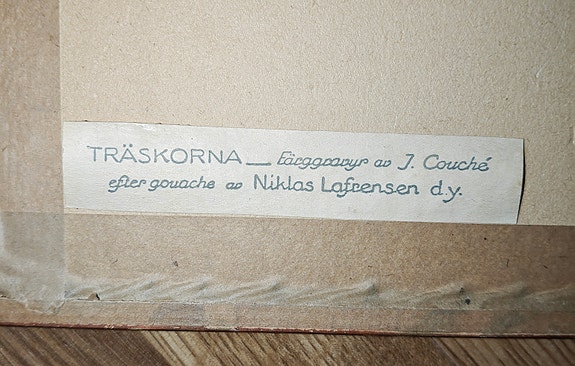 TRÄSKORNA — Färggravyr av J. Couché
efter gouache av Niklas Lafrensen d.y.